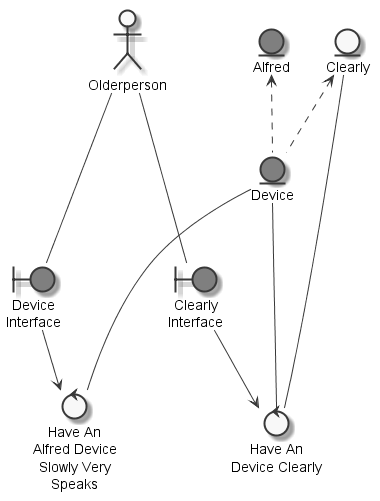 Olderperson
Alfred
Clearly
Device
Device
Interface
Clearly
Interface
Have An
Alfred Device
Slowly Very
Speaks
Have An
Device Clearly